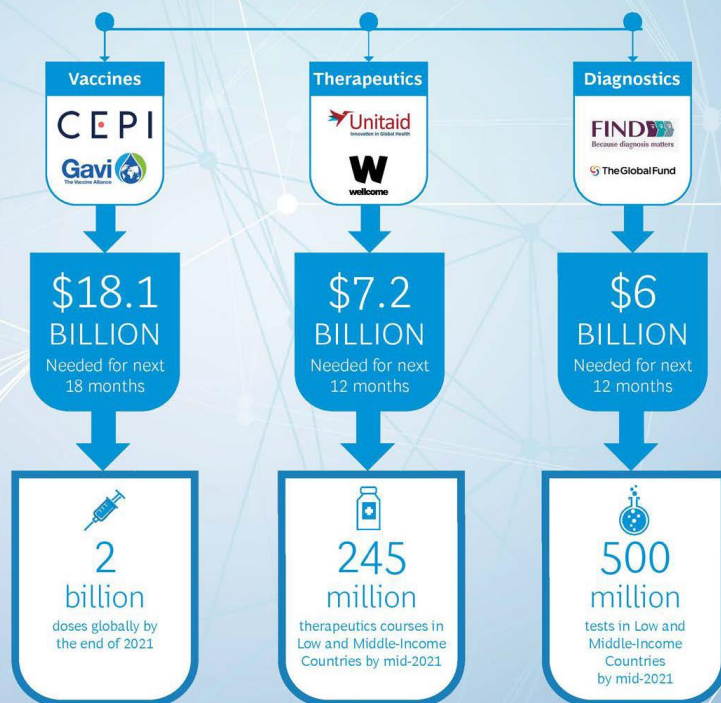 Vaccines
CEPI
Gavi
The Vaccine Alliance
$18.1
BILLION
Needed for next
18 months
2
billion
doses globally by
the end of 2021
Therapeutics
Unitaid
Innovation in Global Health
W
wellcome
$7.2
BILLION
Needed for next
12 months
245
million
therapeutics courses in
Low and Middle-Income
Countries by mid-2021
Diagnostics
FIND
Because diagnosis matters
TheGlobalFund
$6
BILLION
Needed for next
12 months
500
million
tests in Low and
Middle-Income
Countries
by mid-2021